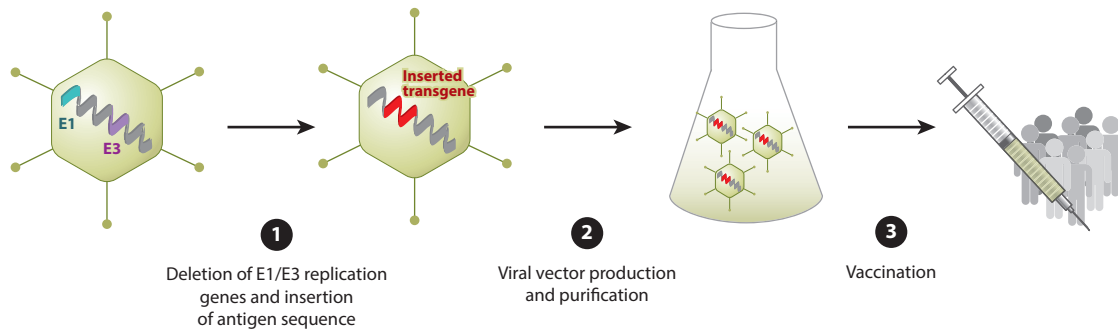 E1
E3
Inserted
transgene
1
Deletion of E1/E3 replication
genes and insertion
of antigen sequence
2
Viral vector production
and purification
3
Vaccination